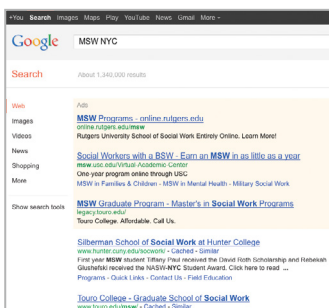 +You Search Images Maps Play YouTube News Gmail More
Google
MSW NYC
Search
About 1,340,000 results
Web
Images
Videos
News
Shopping
More
Show search tools
Ads
MSW Programs - online.rutgers.edu
online.rutgers.edu/msw
Rutgers University School of Social Work Entirely Online. Learn More!
Social Workers with a BSW - Earn an MSW in as little as a year
msw.usc.edu/Virtual-Academic-Center
One-year program online through USC
MSW in Families & Children - MSW in Mental Health - Military Social Work
MSW Graduate Program - Master's in Social Work Programs
legacy.touro.edu/
Touro College. Affordable. Call Us.
Silberman School of Social Work at Hunter College
www.hunter.cuny.edu/socwork/ - Cached - Similar
First year MSW student Tiffany Paul received the David Roth Scholarship and Rebekah
Glushefski received the NASW-NYC Student Award. Click here to read ...
Programs - Quick Links - Contact Us - Field Education
Touro College - Graduate School of Social Work
www.touro.edu/msw/ - Cached - Similar